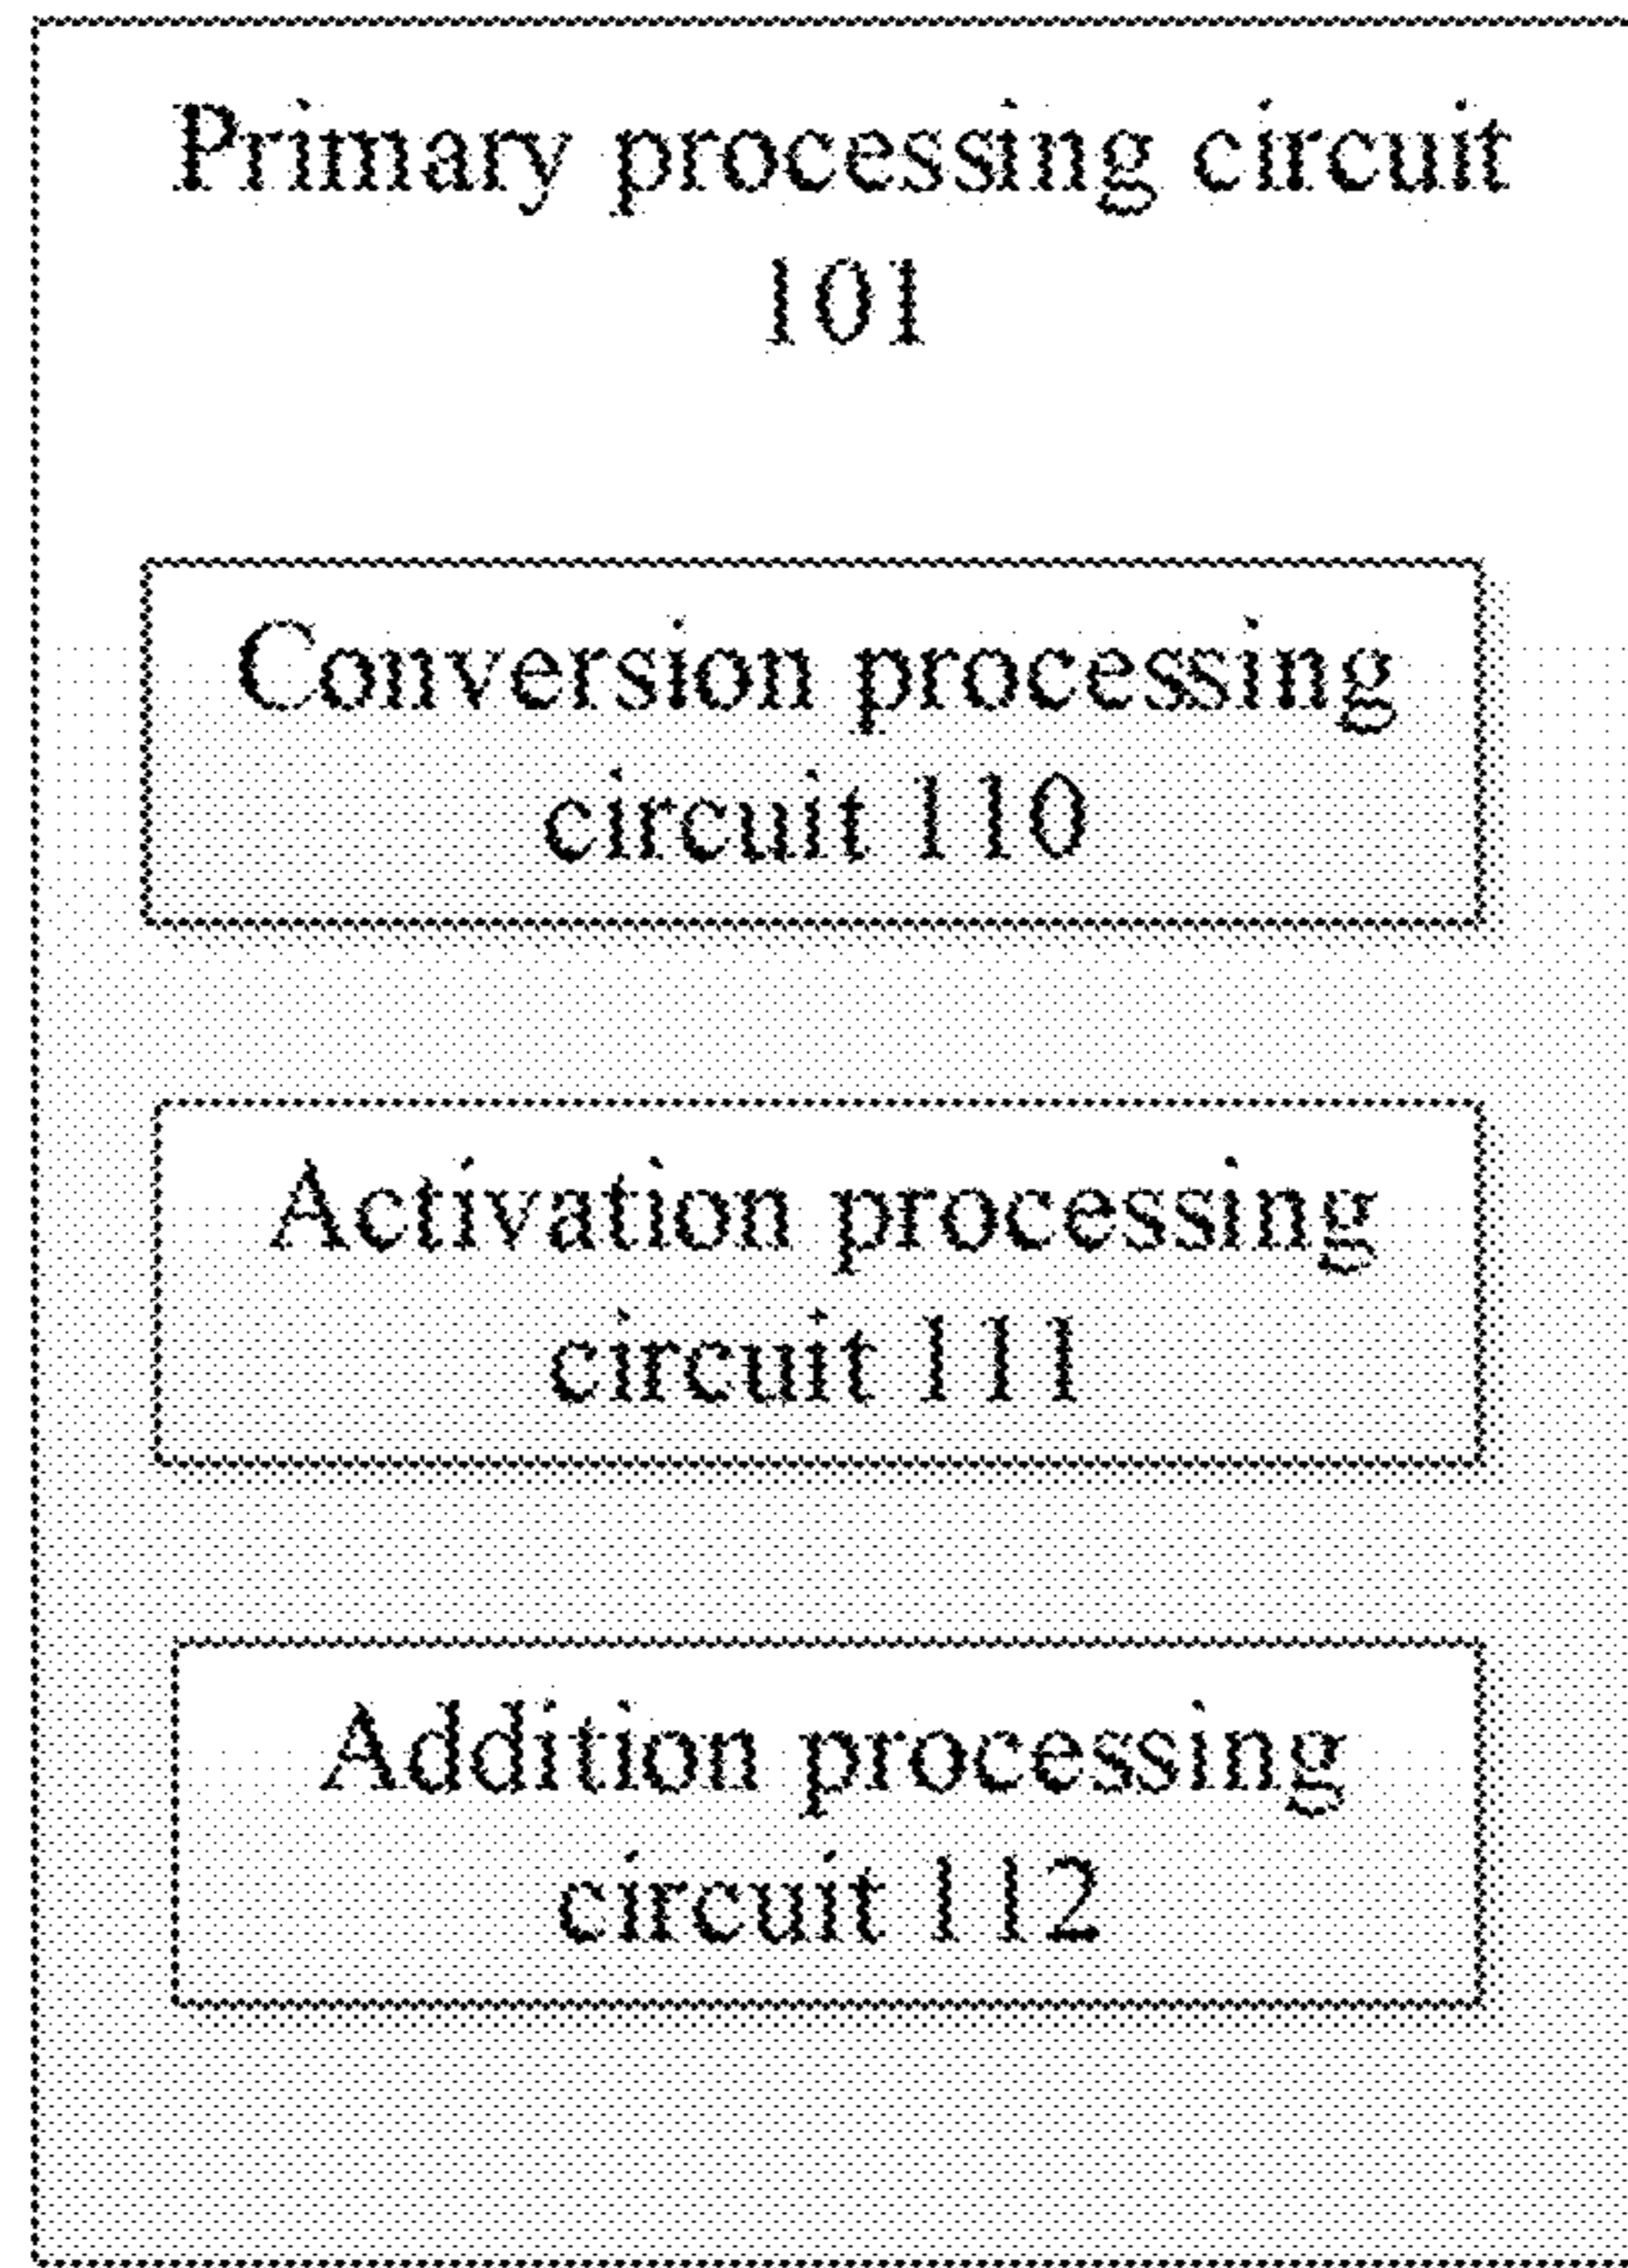 Primary processing circuit
101
Conversion processing
circuit 110
Activation processing
circuit 111
Addition processing
circuit 112